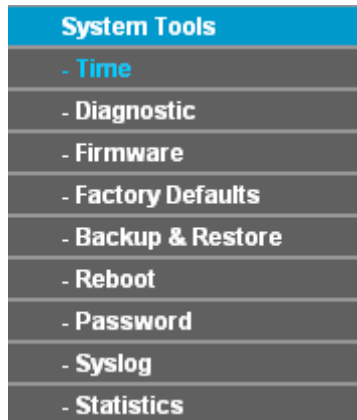 System Tools
- Time
- Diagnostic
- Firmware
- Factory Defaults
- Backup & Restore
- Reboot
- Password
- Syslog
- Statistics